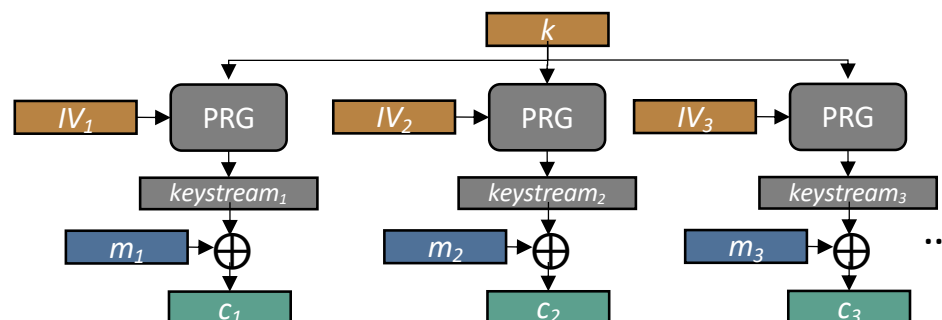 k
IV₁ PRG IV₂ PRG IV₃ PRG
keystream₁ keystream₂ keystream₃
m₁ m₂ m₃ ..
c₁ c₂ c₃